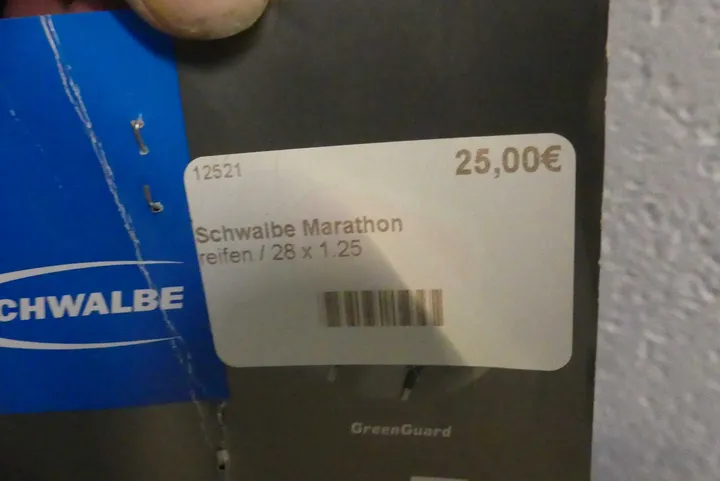 12521
25,00€
Schwalbe Marathon
reifen / 28 x 1.25
CHWALBE
GreenGuard